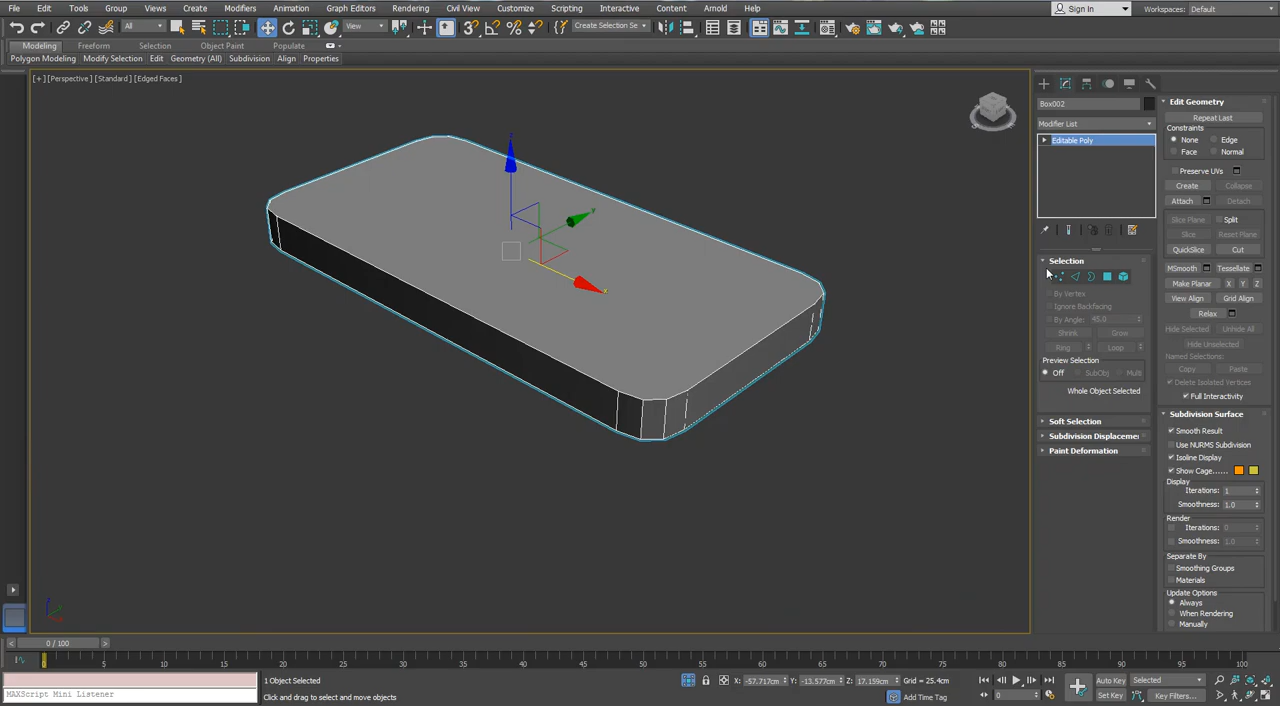 File Edit Tools Group Views Create Modifiers Animation Graph Editors Rendering Civil View Customize Scripting Interactive Content Arnold Help Sign In Workspaces: Default
All View Create Selection Se
Modeling Freeform Selection Object Paint Populate
Polygon Modeling Modify Selection Edit Geometry (All) Subdivision Align Properties
[+] [Perspective] [Standard] [Edged Faces]
Box002
Modifier List
Editable Poly
Selection
By Vertex
Ignore Backfacing
By Angle: 45.0
Shrink Grow
Ring Loop
Preview Selection
Off SubObj Multi
Whole Object Selected
Soft Selection
Subdivision Displaceme
Paint Deformation
Edit Geometry
Repeat Last
Constraints
None Edge
Face Normal
Preserve UVs
Create Collapse
Attach Detach
Slice Plane Split
Slice Reset Plane
QuickSlice Cut
MSmooth Tessellate
Make Planar X Y Z
View Align Grid Align
Relax
Hide Selected Unhide All
Hide Unselected
Named Selections:
Copy Paste
Delete Isolated Vertices
Full Interactivity
Subdivision Surface
Smooth Result
Use NURMS Subdivision
Isoline Display
Show Cage......
Display
Iterations: 1
Smoothness: 1.0
Render
Iterations: 0
Smoothness: 1.0
Separate By
Smoothing Groups
Materials
Update Options
Always
When Rendering
Manually
z
y
x
< 0 / 100 >
0 5 10 15 20 25 30 35 40 45 50 55 60 65 70 75 80 85 90 95 100
1 Object Selected X: -57.717cm Y: -13.577cm Z: 17.159cm Grid = 25.4cm Auto Key Selected
MAXScript Mini Listener Click and drag to select and move objects Add Time Tag 0 Set Key Key Filters...